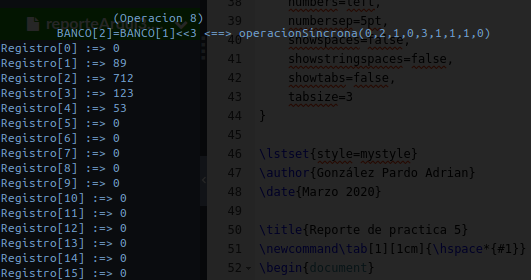 reporteA
(Operacion 8)
BANCO[2]=BANCO[1]<<3 <==> operacionSincrona(0,2,1,0,3,1,1,1,0)
Registro[0] :=> 0
Registro[1] :=> 89
Registro[2] :=> 712
Registro[3] :=> 123
Registro[4] :=> 53
Registro[5] :=> 0
Registro[6] :=> 0
Registro[7] :=> 0
Registro[8] :=> 0
Registro[9] :=> 0
Registro[10] :=> 0
Registro[11] :=> 0
Registro[12] :=> 0
Registro[13] :=> 0
Registro[14] :=> 0
Registro[15] :=> 0
38 numbers=left,
39 numbersep=5pt,
40 showspaces=false,
41 showstringspaces=false,
42 showtabs=false,
43 tabsize=3
44 }
45
46 \lstset{style=mystyle}
47 \author{González Pardo Adrian}
48 \date{Marzo 2020}
49
50 \title{Reporte de practica 5}
51 \newcommand\tab[1][1cm]{\hspace*{#1}}
52 \begin{document}